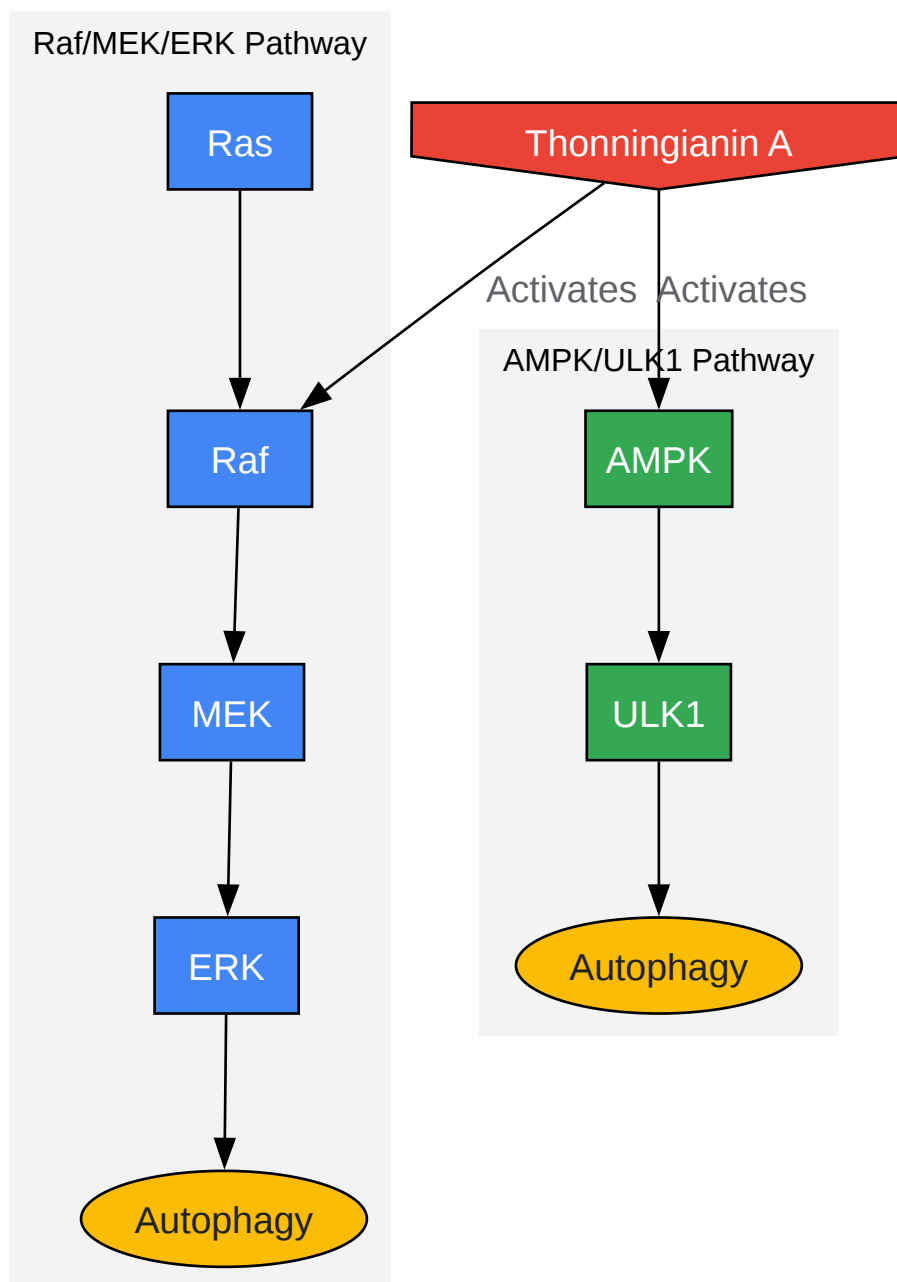 Raf/MEK/ERK Pathway
Ras
Thonningianin A
Activates
Activates
AMPK/ULK1 Pathway
Raf
AMPK
MEK
ULK1
ERK
Autophagy
Autophagy